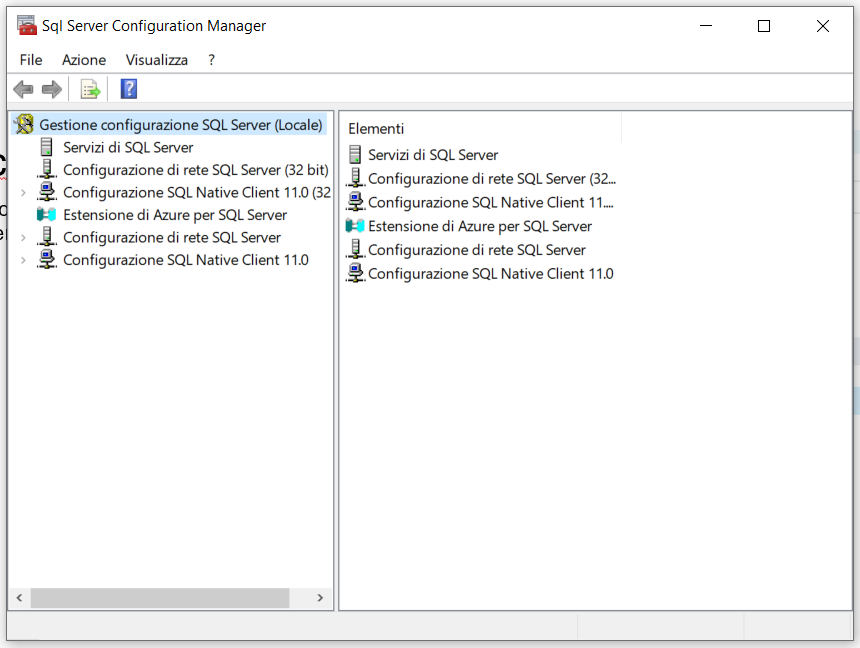 Sql Server Configuration Manager
File Azione Visualizza ?
Gestione configurazione SQL Server (Locale)
Servizi di SQL Server
Configurazione di rete SQL Server (32 bit)
Configurazione SQL Native Client 11.0 (32
Estensione di Azure per SQL Server
Configurazione di rete SQL Server
Configurazione SQL Native Client 11.0
Elementi
Servizi di SQL Server
Configurazione di rete SQL Server (32...
Configurazione SQL Native Client 11....
Estensione di Azure per SQL Server
Configurazione di rete SQL Server
Configurazione SQL Native Client 11.0